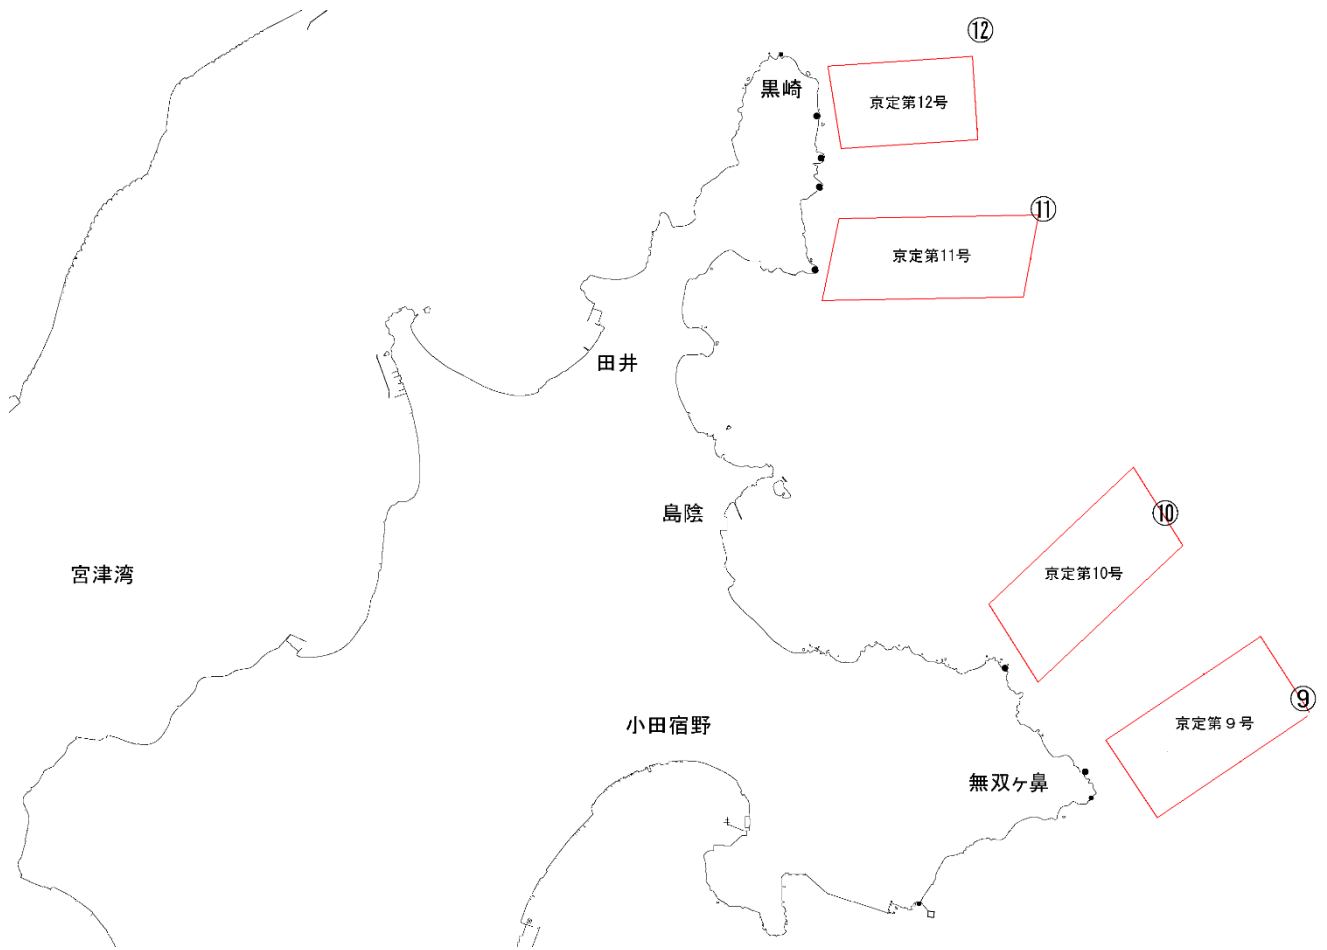 ⑫
黒崎
京定第12号
⑪
京定第11号
田井
島陰
⑩
京定第10号
宮津湾
小田宿野
⑨
京定第９号
無双ヶ鼻